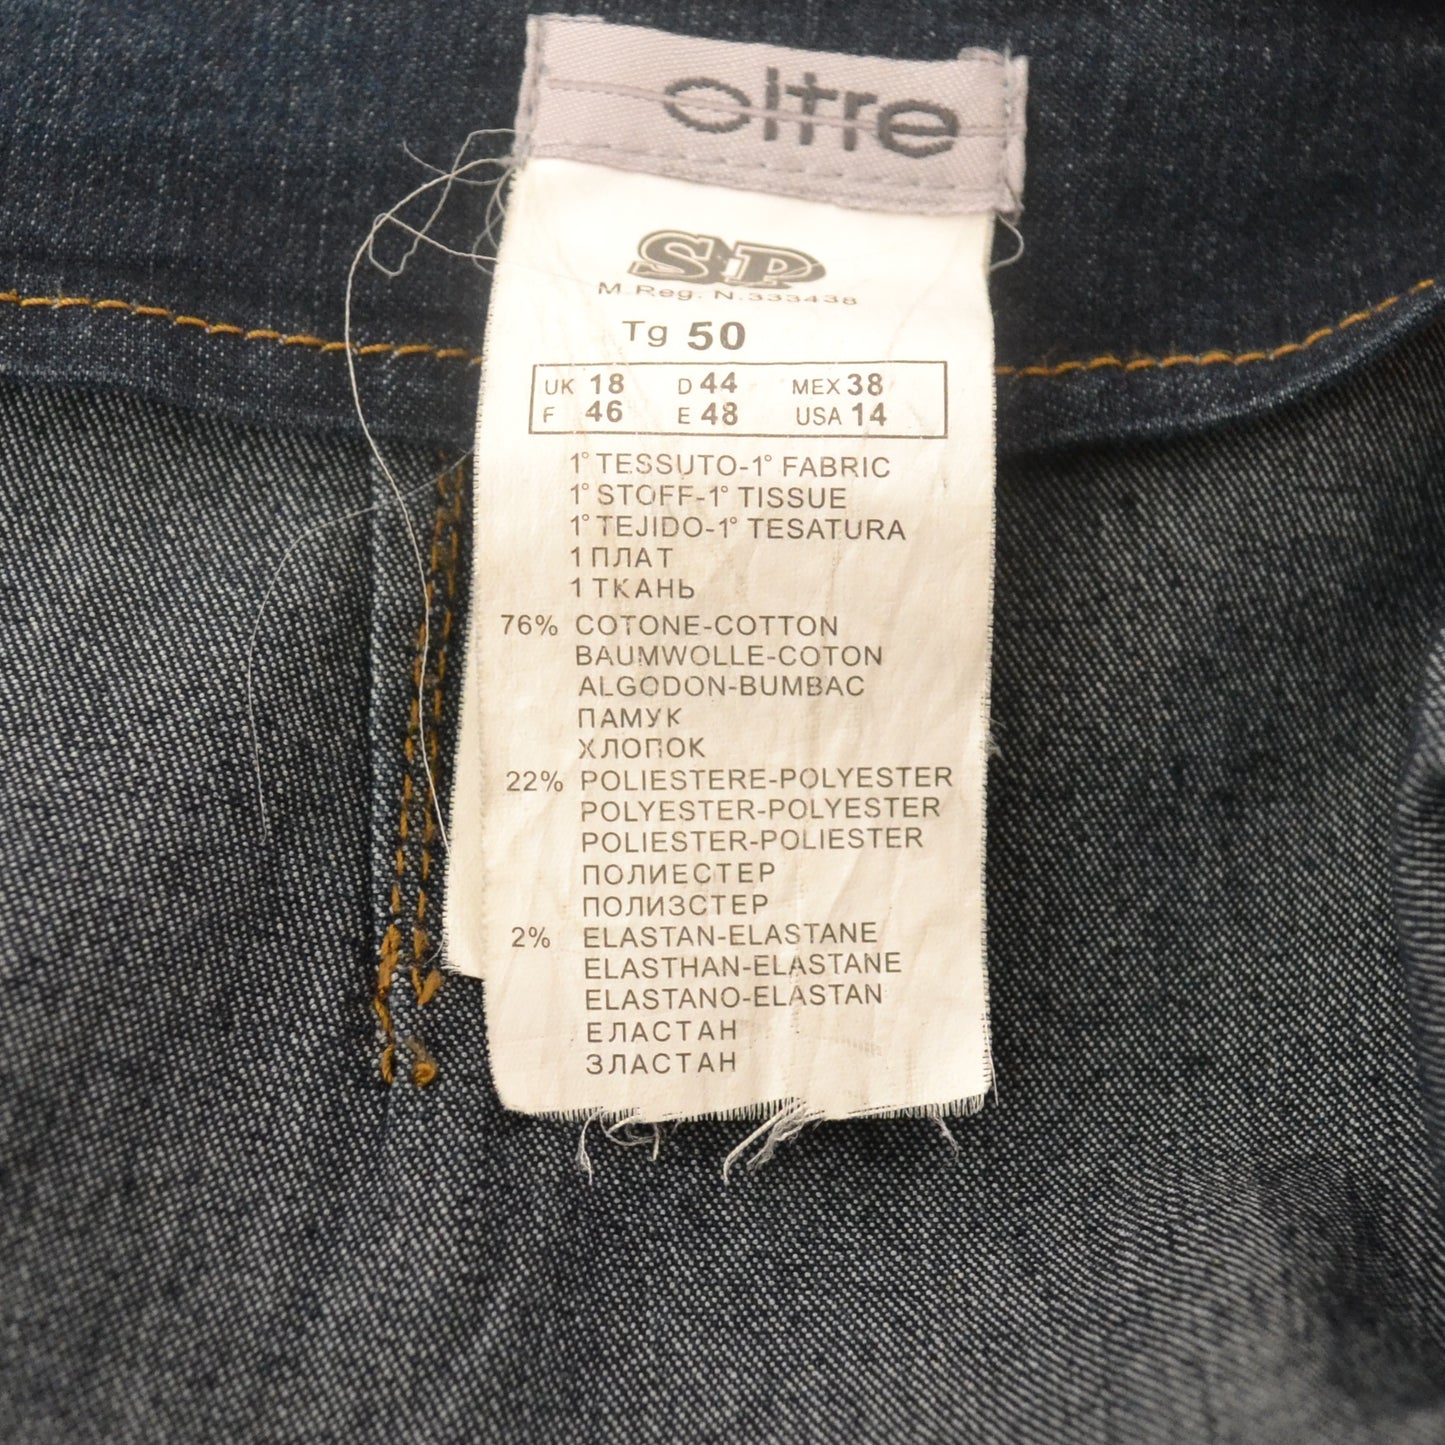 oltre
SP
M.Reg. N.333438
Tg 50
UK 18 D 44 MEX 38
F 46 E 48 USA 14
1° TESSUTO-1° FABRIC
1° STOFF-1° TISSUE
1° TEJIDO-1° TESATURA
1 ПЛАТ
1 ТКАНЬ
76% COTONE-COTTON
BAUMWOLLE-COTON
ALGODON-BUMBAC
ПАМУК
ХЛОПОК
22% POLIESTERE-POLYESTER
POLYESTER-POLYESTER
POLIESTER-POLIESTER
ПОЛИЕСТЕР
ПОЛИЗСТЕР
2% ELASTAN-ELASTANE
ELASTHAN-ELASTANE
ELASTANO-ELASTAN
ЕЛАСТАН
ЗЛАСТАН